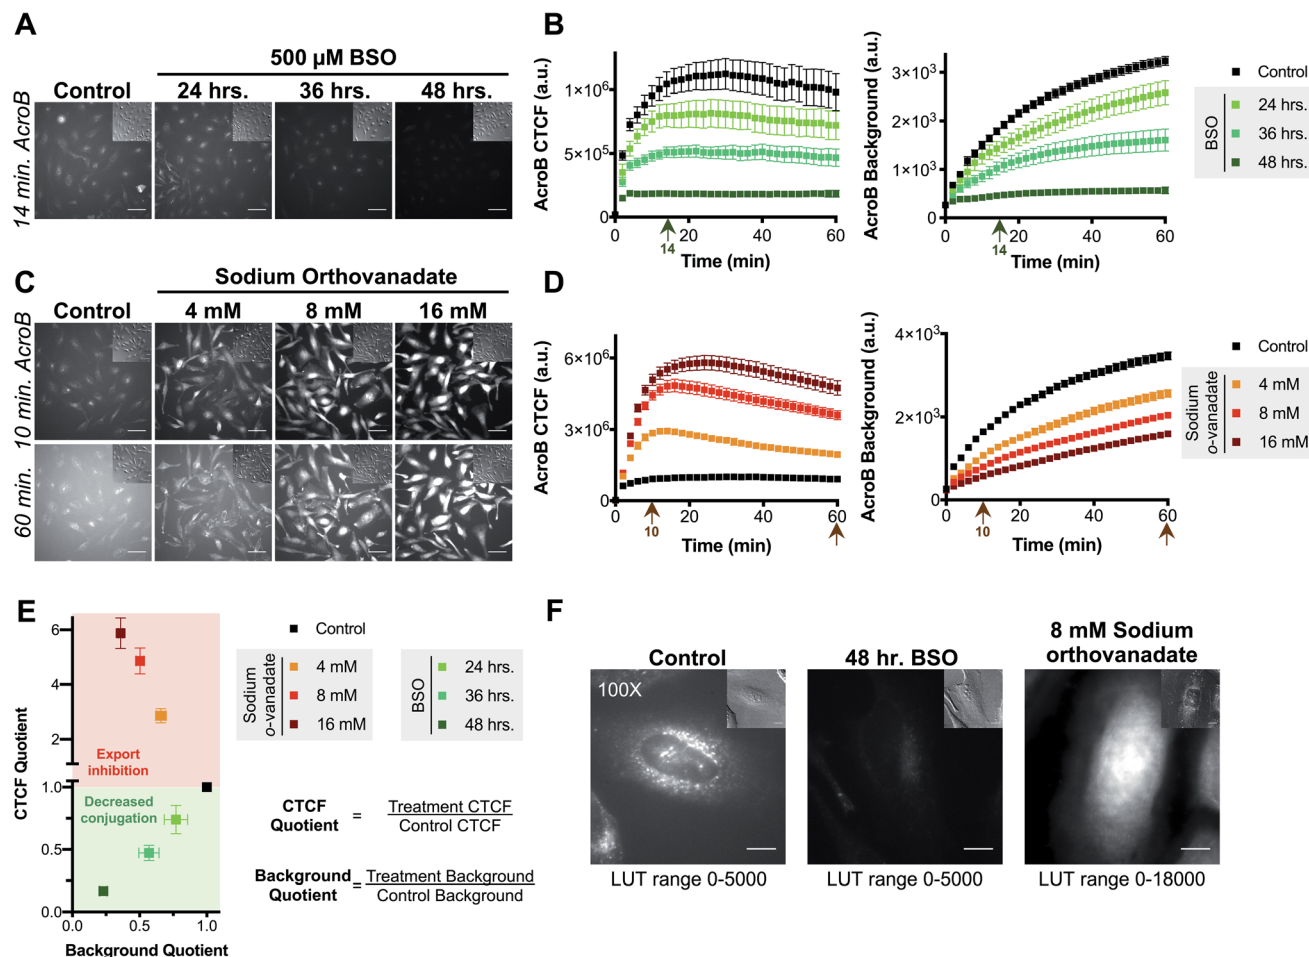 A
500 µM BSO
Control
24 hrs.
36 hrs.
48 hrs.
14 min. AcroB
B
AcroB CTCF (a.u.)
1×10⁶
5×10⁵
0
0
20
40
60
14
Time (min)
AcroB Background (a.u.)
3×10³
2×10³
1×10³
0
0
20
40
60
14
Time (min)
Control
BSO
24 hrs.
36 hrs.
48 hrs.
C
Sodium Orthovanadate
Control
4 mM
8 mM
16 mM
10 min. AcroB
60 min.
D
AcroB CTCF (a.u.)
6×10⁶
3×10⁶
0
0
20
40
60
10
Time (min)
AcroB Background (a.u.)
4×10³
2×10³
0
0
20
40
60
10
Time (min)
Control
Sodium
o-vanadate
4 mM
8 mM
16 mM
E
CTCF Quotient
6
4
2
1.0
0.5
0.0
0.0
0.5
1.0
Background Quotient
Export
inhibition
Decreased
conjugation
Control
Sodium
o-vanadate
4 mM
8 mM
16 mM
BSO
24 hrs.
36 hrs.
48 hrs.
CTCF
Quotient
=
Treatment CTCF
Control CTCF
Background
Quotient
=
Treatment Background
Control Background
F
Control
48 hr. BSO
8 mM Sodium
orthovanadate
100X
LUT range 0-5000
LUT range 0-5000
LUT range 0-18000